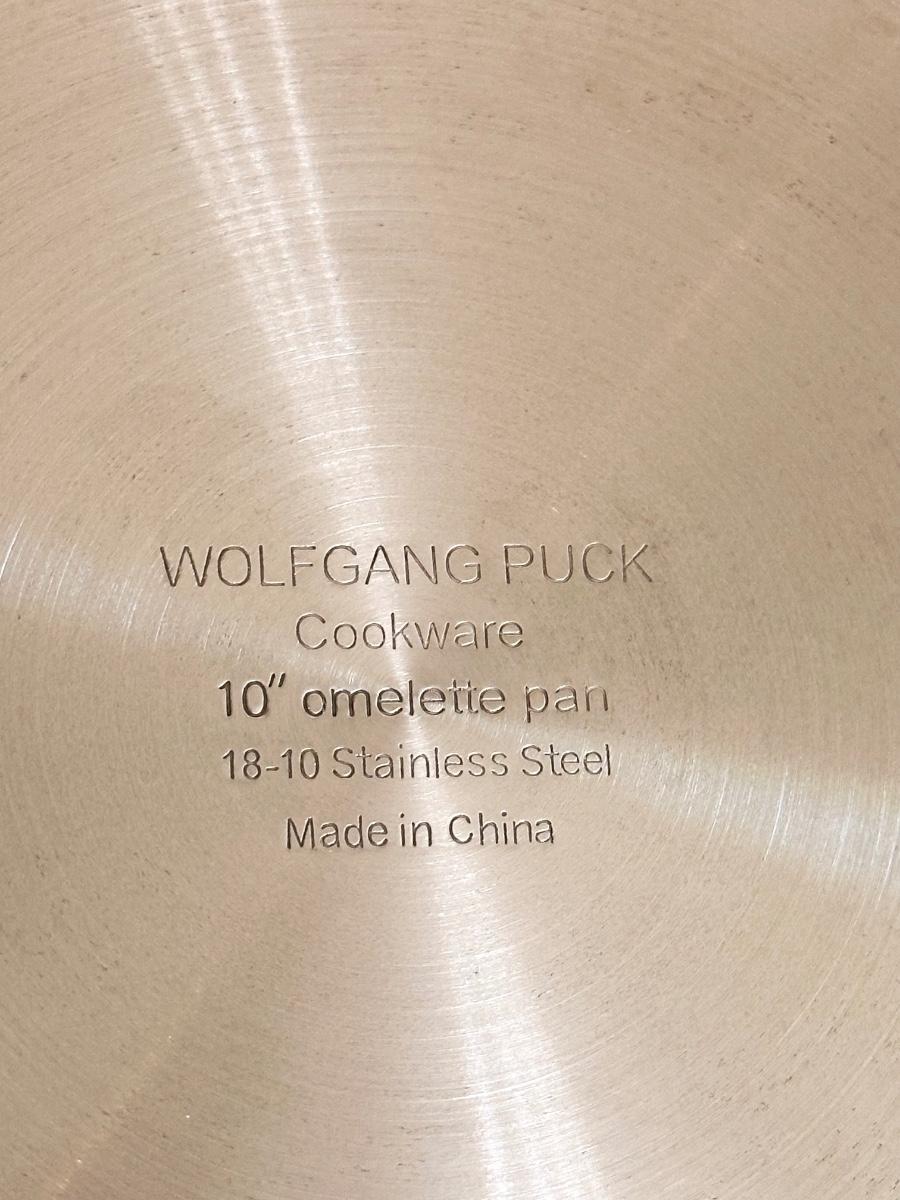 WOLFGANG PUCK
Cookware
10" omelette pan
18-10 Stainless Steel
Made in China